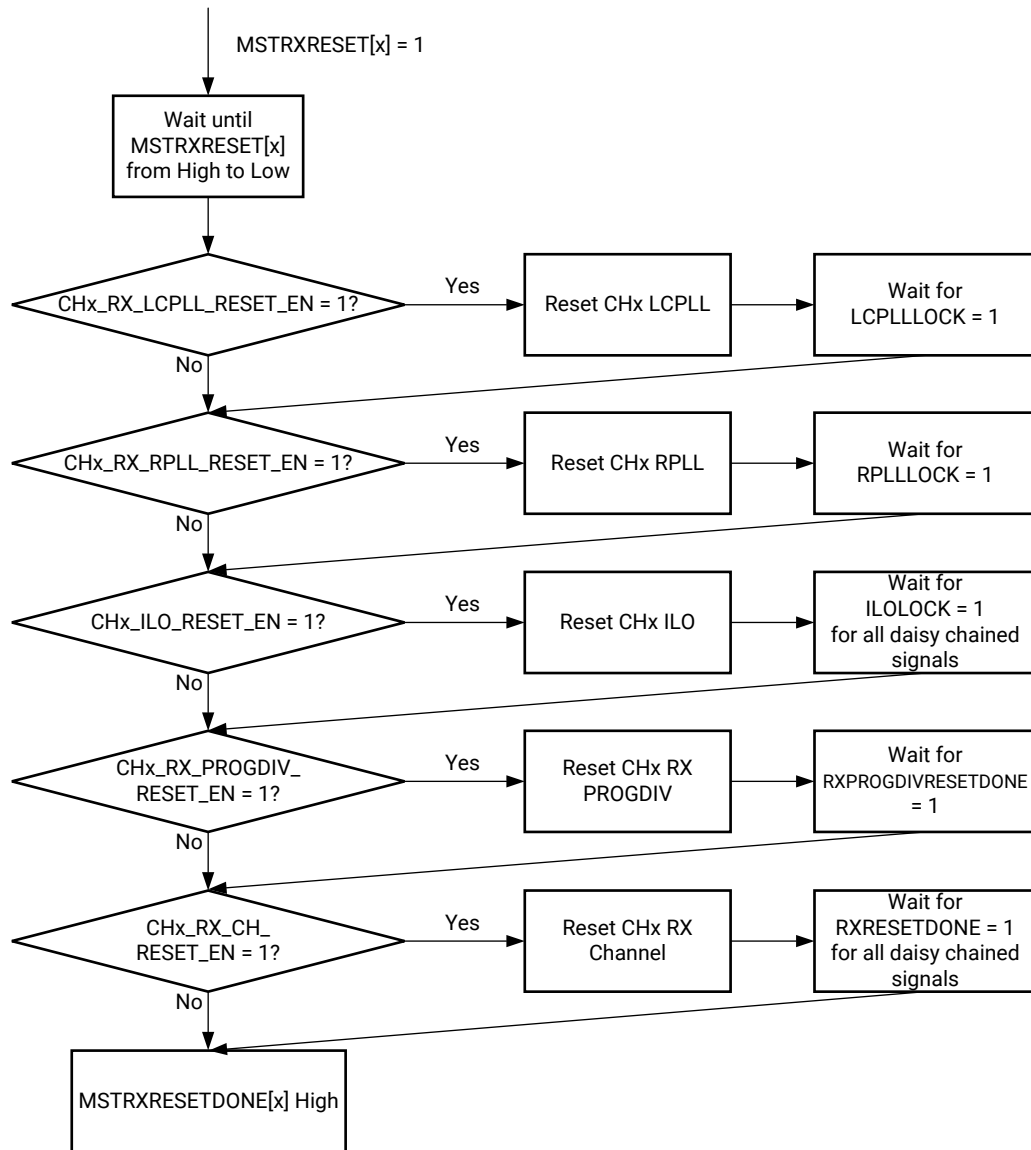 MSTRXRESET[x] = 1
Wait until
MSTRXRESET[x]
from High to Low
CHx_RX_LCPLL_RESET_EN = 1?
Yes
Reset CHx LCPLL
Wait for
LCPLLLOCK = 1
No
CHx_RX_RPLL_RESET_EN = 1?
Yes
Reset CHx RPLL
Wait for
RPLLLOCK = 1
No
CHx_ILO_RESET_EN = 1?
Yes
Reset CHx ILO
Wait for
ILOLOCK = 1
for all daisy chained
signals
No
CHx_RX_PROGDIV_
RESET_EN = 1?
Yes
Reset CHx RX
PROGDIV
Wait for
RXPROGDIVRESETDONE
= 1
No
CHx_RX_CH_
RESET_EN = 1?
Yes
Reset CHx RX
Channel
Wait for
RXRESETDONE = 1
for all daisy chained
signals
No
MSTRXRESETDONE[x] High